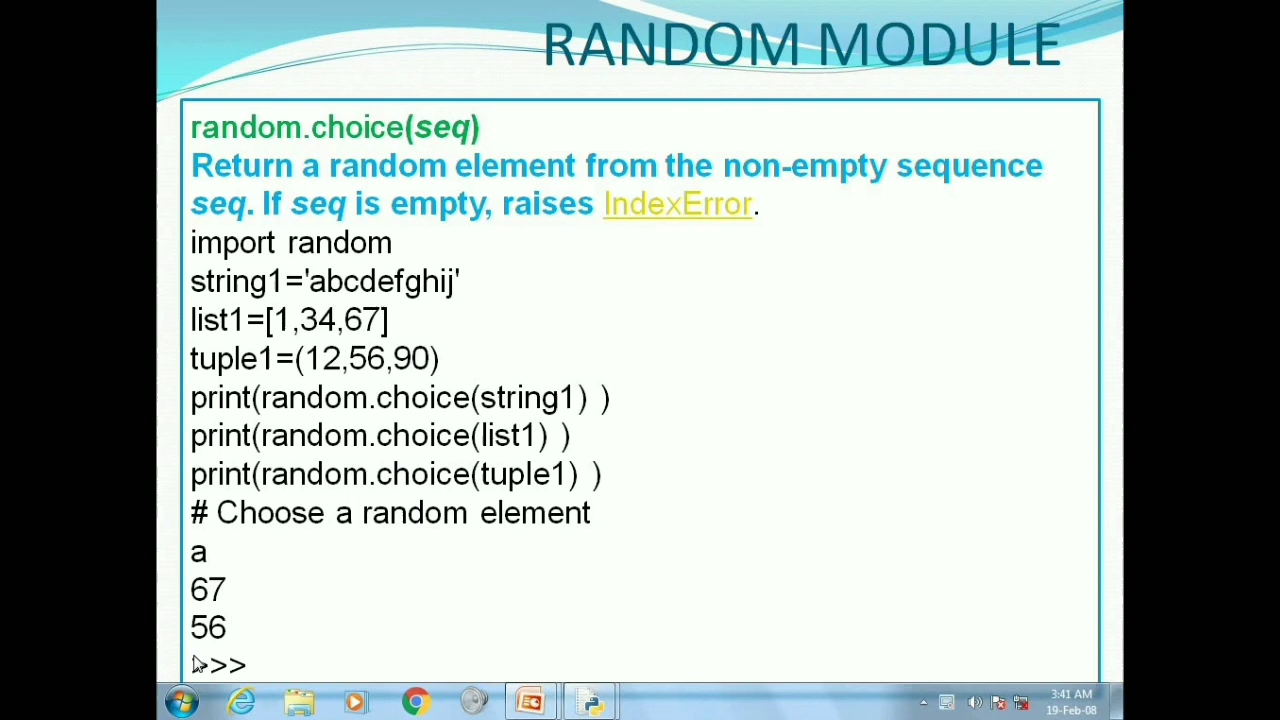 RANDOM MODULE
random.choice(seq)
Return a random element from the non-empty sequence
seq. If seq is empty, raises IndexError.
import random
string1='abcdefghij'
list1=[1,34,67]
tuple1=(12,56,90)
print(random.choice(string1) )
print(random.choice(list1) )
print(random.choice(tuple1) )
# Choose a random element
a
67
56
>>>
3:41 AM
19-Feb-08